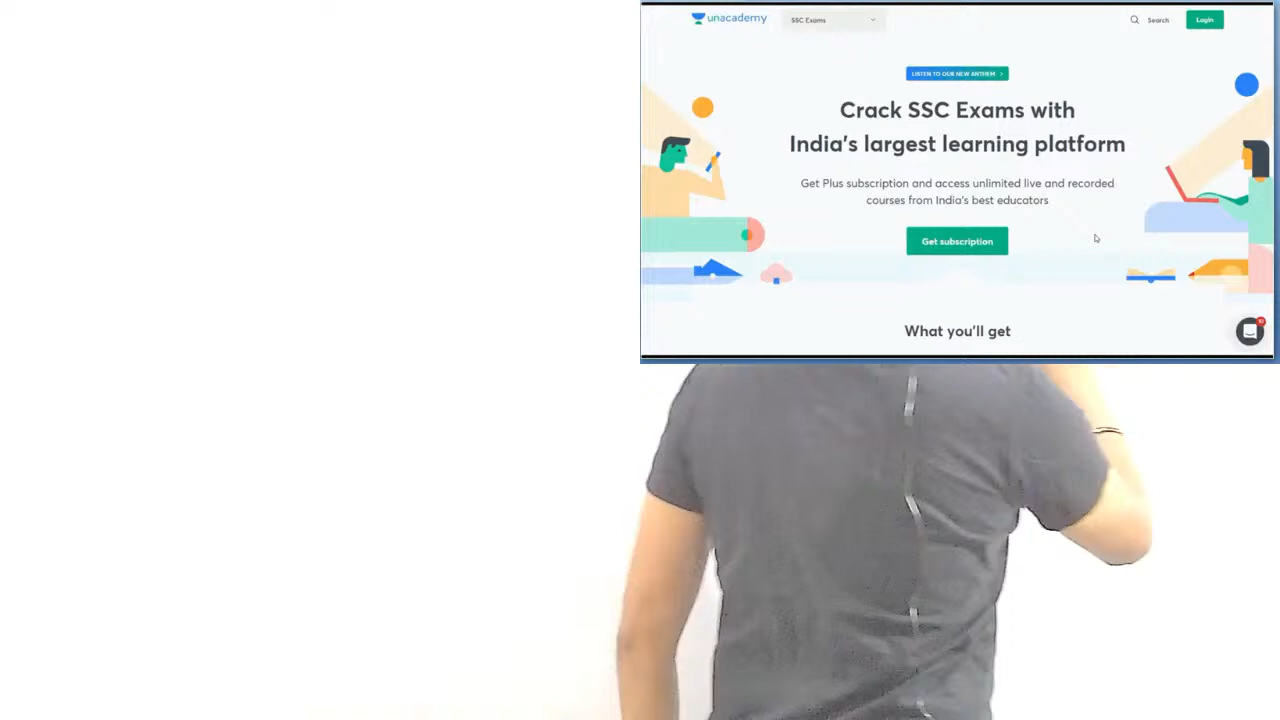 unacademy
SSC Exams
Search
Login
LISTEN TO OUR NEW ANTHEM >
Crack SSC Exams with
India's largest learning platform
Get Plus subscription and access unlimited live and recorded
courses from India's best educators
Get subscription
What you'll get